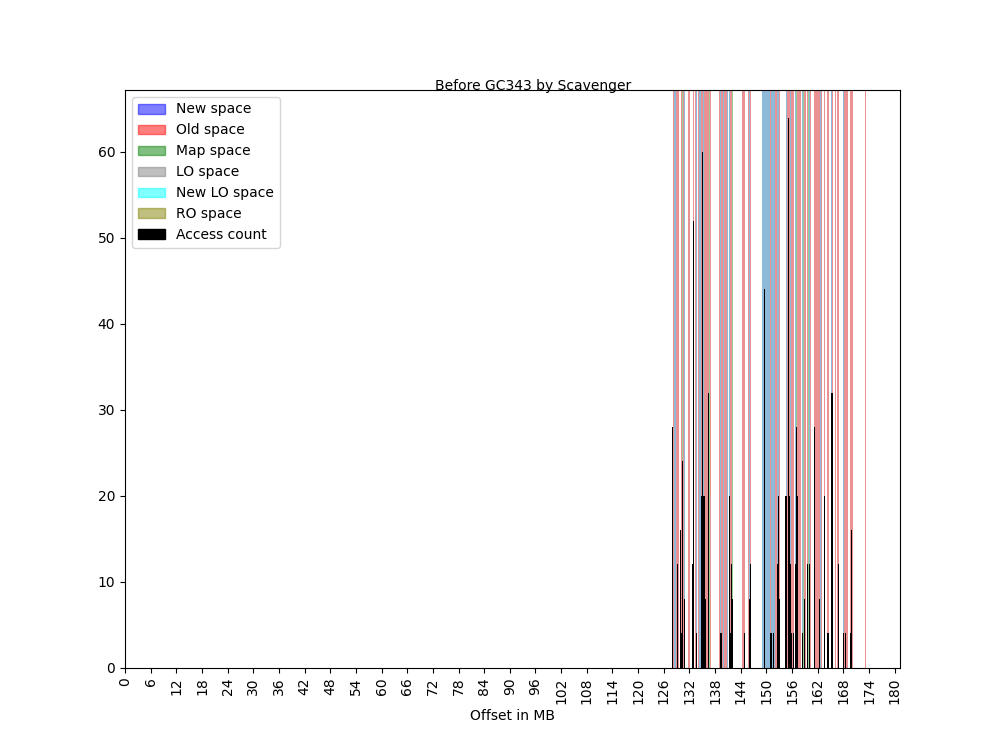 Before GC343 by Scavenger
New space
Old space
Map space
LO space
New LO space
RO space
Access count
60
50
40
30
20
10
0
0 6 12 18 24 30 36 42 48 54 60 66 72 78 84 90 96 102 108 114 120 126 132 138 144 150 156 162 168 174 180
Offset in MB